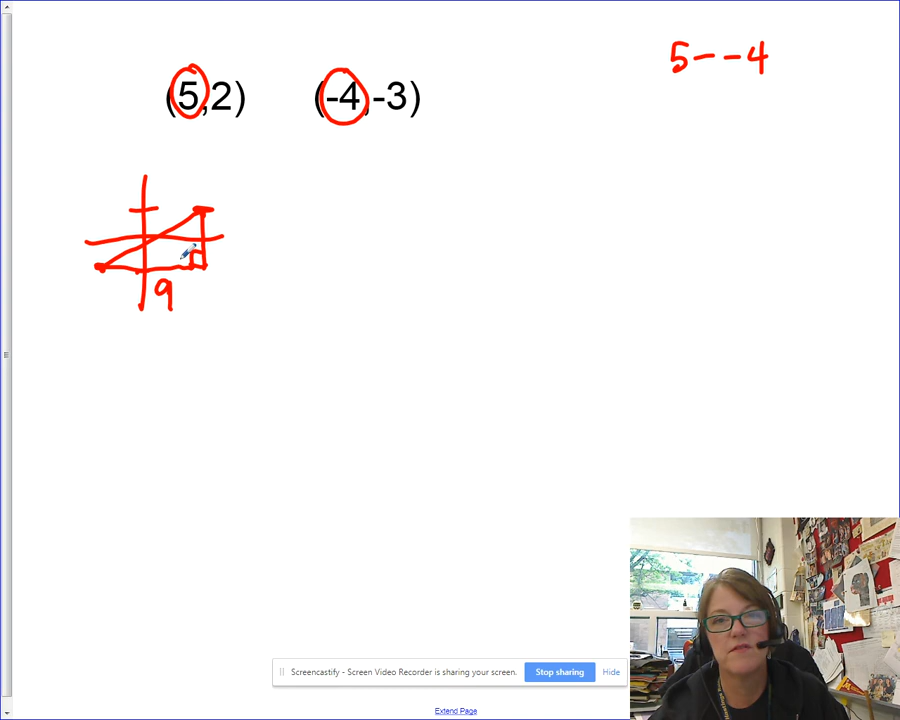 5--4
(5,2) (-4,-3)
9
Screencastify - Screen Video Recorder is sharing your screen. Stop sharing Hide
Extend Page